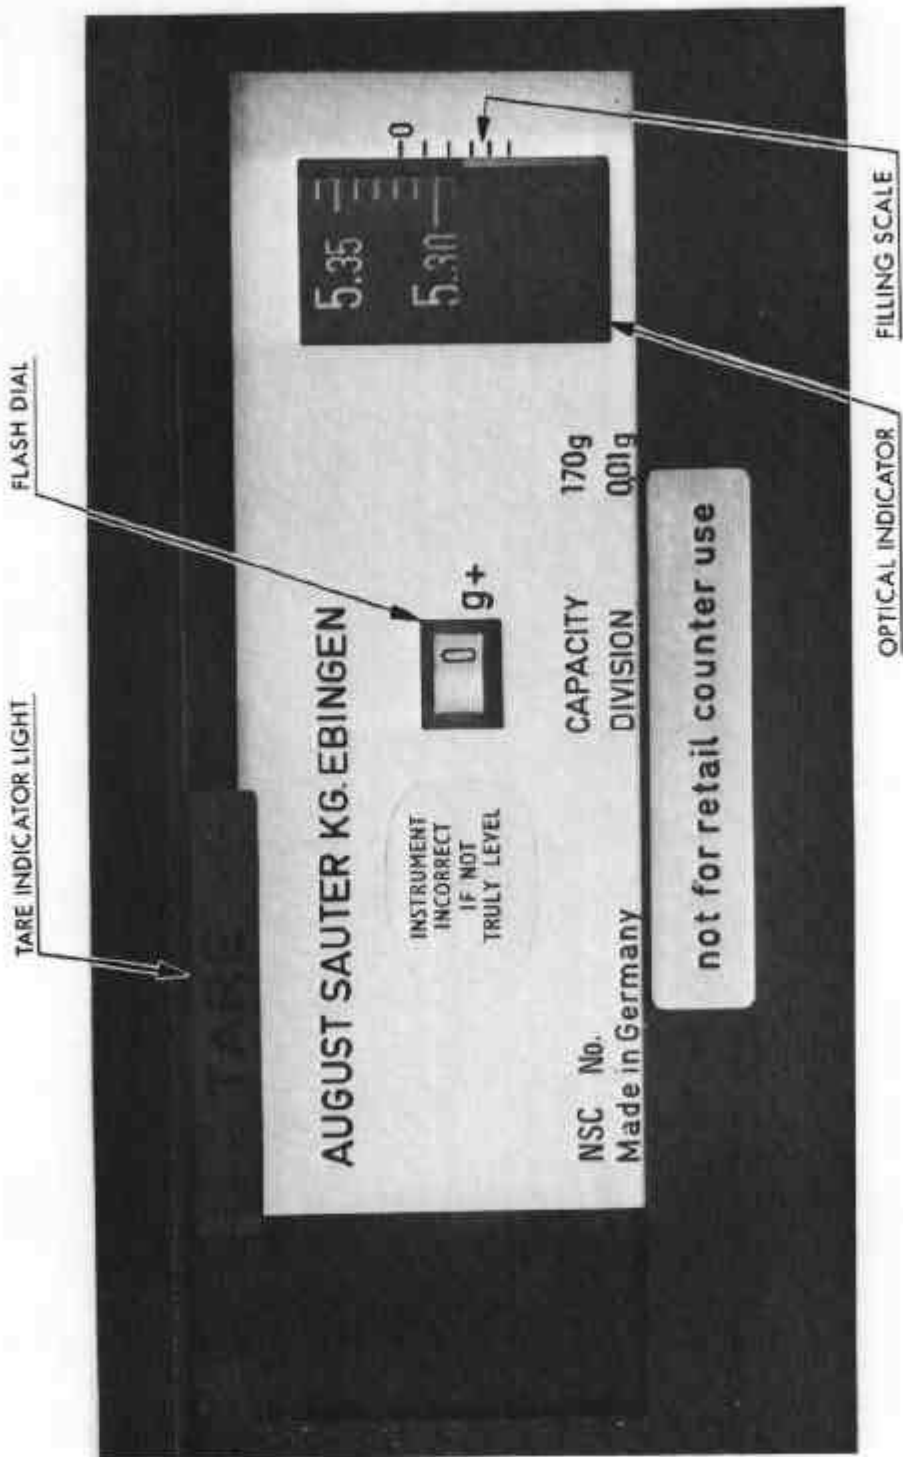 TARE INDICATOR LIGHT
FLASH DIAL
TARE
AUGUST SAUTER KG. EBINGEN
INSTRUMENT
INCORRECT
IF NOT
TRULY LEVEL
0
g+
5.35
5.30
-0
NSC No.
Made in Germany
CAPACITY 170g
DIVISION 0,01g
not for retail counter use
OPTICAL INDICATOR
FILLING SCALE